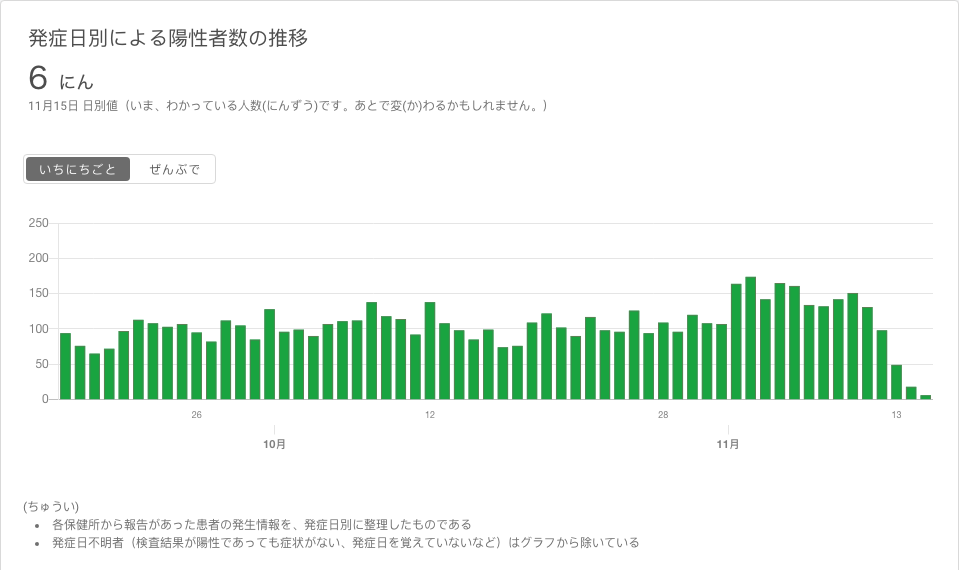 発症日別による陽性者数の推移
6 にん
11月15日 日別値（いま、わかっている人数(にんずう)です。あとで変(か)わるかもしれません。）
いちにちごと ぜんぶで
250
200
150
100
50
0
26 12 28 13
10月 11月
(ちゅうい)
• 各保健所から報告があった患者の発生情報を、発症日別に整理したものである
• 発症日不明者（検査結果が陽性であっても症状がない、発症日を覚えていないなど）はグラフから除いている